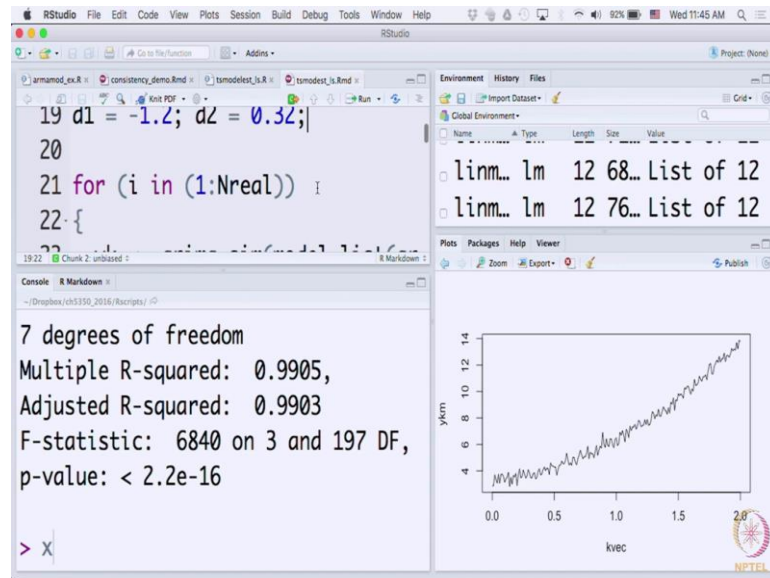 RStudio File Edit Code View Plots Session Build Debug Tools Window Help 92% Wed 11:45 AM
RStudio
Go to file/function Addins Project: (None)
armamod_ex.R consistency_demo.Rmd tsmodelest_ls.R tsmodest_ls.Rmd
Knit PDF Run
19 d1 = -1.2; d2 = 0.32;
20
21 for (i in (1:Nreal))
22 {
19:22 Chunk 2: unbiased R Markdown
Console R Markdown
~/Dropbox/ch5350_2016/Rscripts/
7 degrees of freedom
Multiple R-squared: 0.9905,
Adjusted R-squared: 0.9903
F-statistic: 6840 on 3 and 197 DF,
p-value: < 2.2e-16
> X
Environment History Files
Import Dataset Grid
Global Environment
Name Type Length Size Value
linm… lm 12 68… List of 12
linm… lm 12 76… List of 12
Plots Packages Help Viewer
Zoom Export Publish
14
12
10
8
6
4
ykm
0.0 0.5 1.0 1.5 2.0
kvec
NPTEL